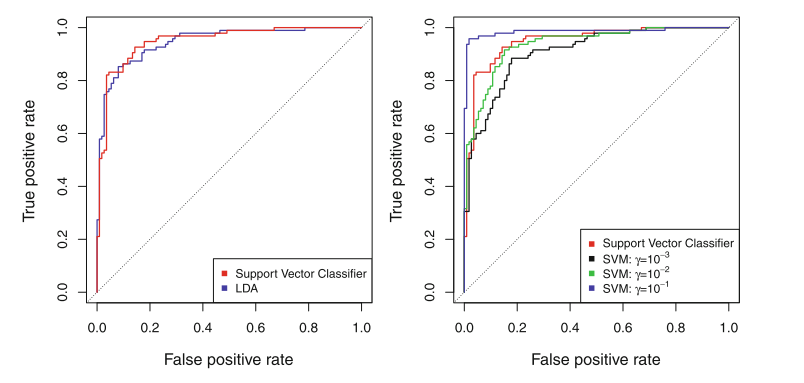 True positive rate
1.0
0.8
0.6
0.4
0.2
0.0
Support Vector Classifier
LDA
0.0 0.2 0.4 0.6 0.8 1.0
False positive rate
True positive rate
1.0
0.8
0.6
0.4
0.2
0.0
Support Vector Classifier
SVM: γ=10⁻³
SVM: γ=10⁻²
SVM: γ=10⁻¹
0.0 0.2 0.4 0.6 0.8 1.0
False positive rate